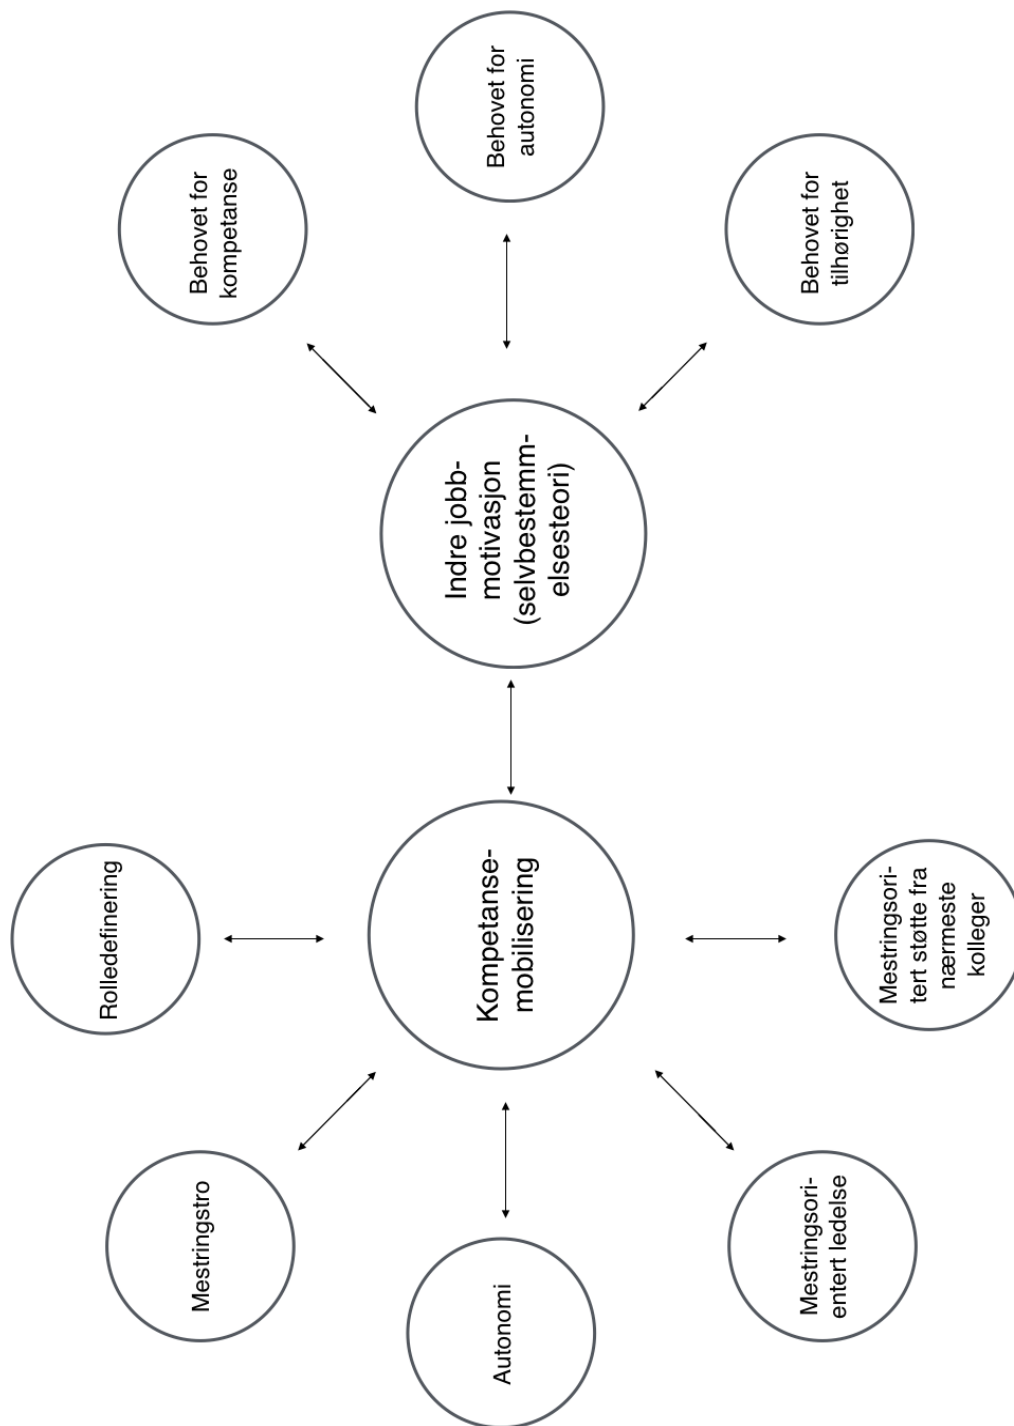 Rolledefinering
Mestringstro
Autonomi
Mestringsori-
entert ledelse
Mestringsori-
tert støtte fra
nærmeste
kolleger
Kompetanse-
mobilisering
Indre jobb-
motivasjon
(selvbestemm-
elsesteori)
Behovet for
kompetanse
Behovet for
autonomi
Behovet for
tilhørighet